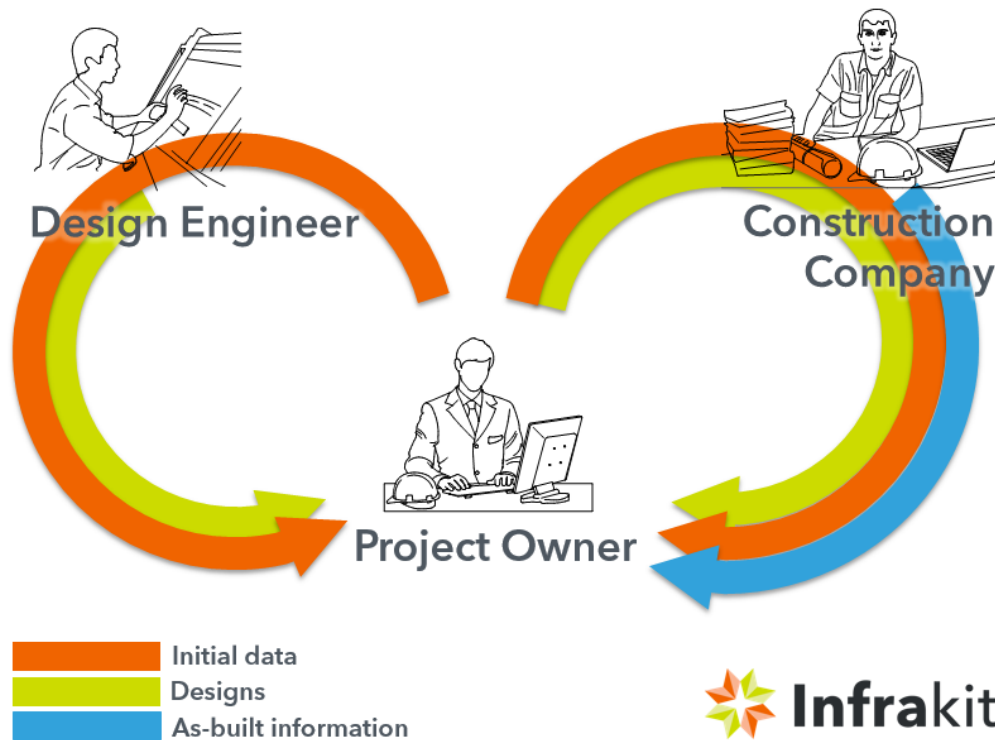 Design Engineer
Construction
Company
Project Owner
Initial data
Designs
As-built information
Infrakit